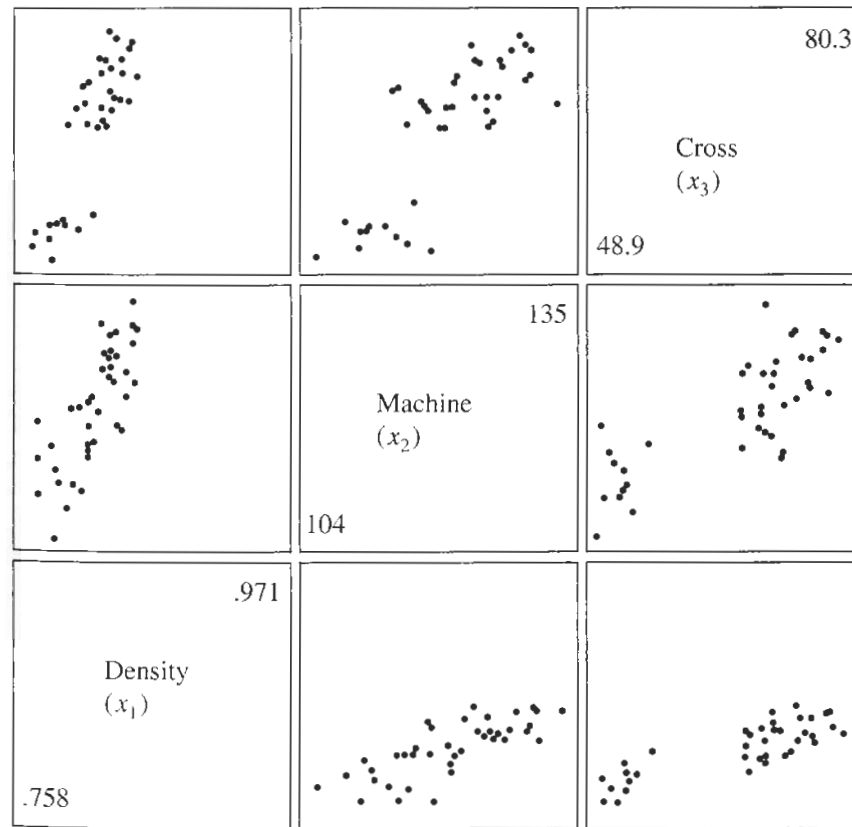 80.3
Cross
(x₃)
48.9
135
Machine
(x₂)
104
.971
Density
(x₁)
.758